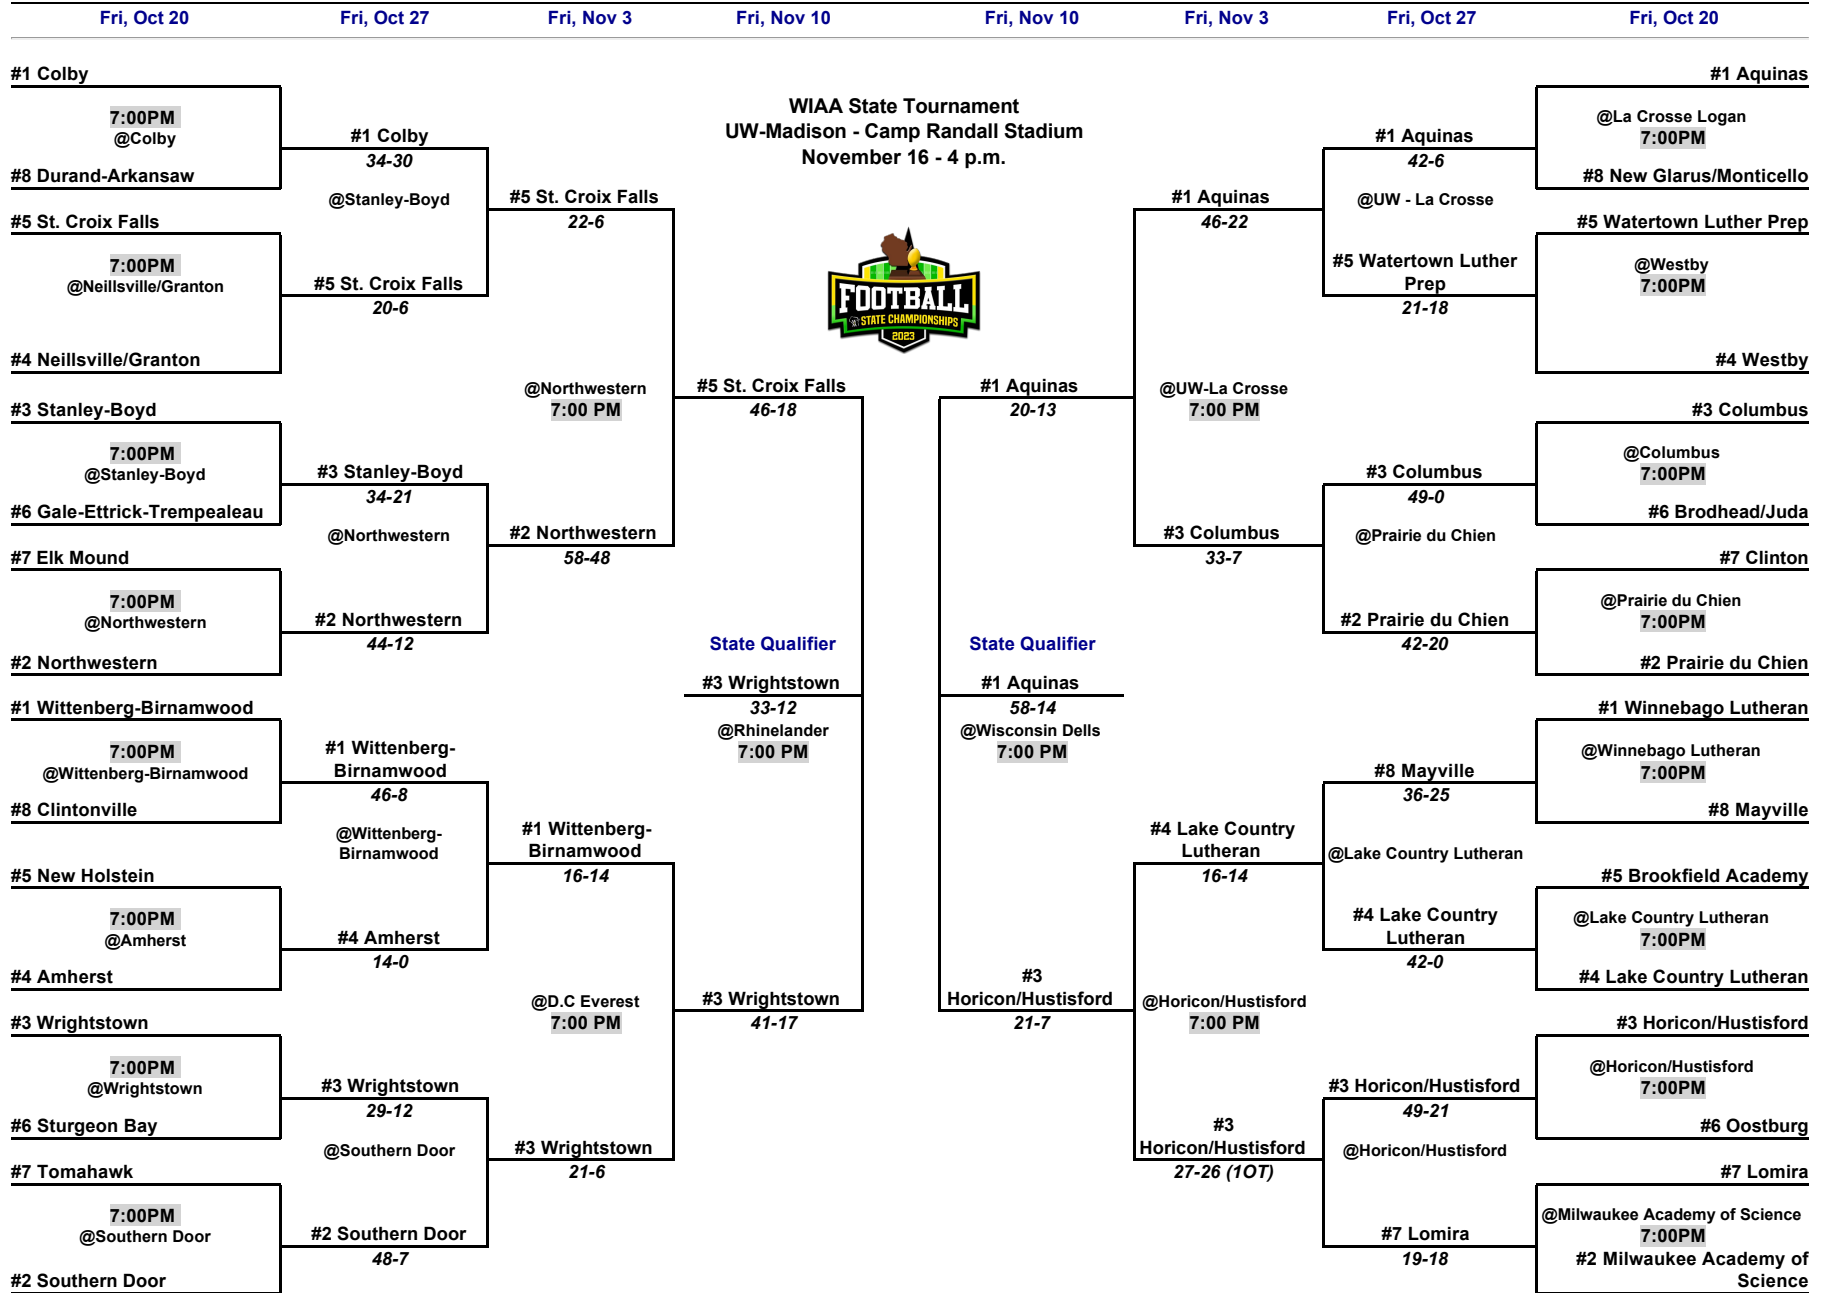 Fri, Oct 20
Fri, Oct 27
Fri, Nov 3
Fri, Nov 10
Fri, Nov 10
Fri, Nov 3
Fri, Oct 27
Fri, Oct 20
WIAA State Tournament
UW-Madison - Camp Randall Stadium
November 16 - 4 p.m.
FOOTBALL
STATE CHAMPIONSHIPS
2023
#1 Colby
7:00PM
@Colby
#8 Durand-Arkansaw
#5 St. Croix Falls
7:00PM
@Neillsville/Granton
#4 Neillsville/Granton
#3 Stanley-Boyd
7:00PM
@Stanley-Boyd
#6 Gale-Ettrick-Trempealeau
#7 Elk Mound
7:00PM
@Northwestern
#2 Northwestern
#1 Wittenberg-Birnamwood
7:00PM
@Wittenberg-Birnamwood
#8 Clintonville
#5 New Holstein
7:00PM
@Amherst
#4 Amherst
#3 Wrightstown
7:00PM
@Wrightstown
#6 Sturgeon Bay
#7 Tomahawk
7:00PM
@Southern Door
#2 Southern Door
#1 Colby
34-30
@Stanley-Boyd
#5 St. Croix Falls
20-6
#3 Stanley-Boyd
34-21
@Northwestern
#2 Northwestern
44-12
#1 Wittenberg-
Birnamwood
46-8
@Wittenberg-
Birnamwood
#4 Amherst
14-0
#3 Wrightstown
29-12
@Southern Door
#2 Southern Door
48-7
#5 St. Croix Falls
22-6
@Northwestern
7:00 PM
#2 Northwestern
58-48
#1 Wittenberg-
Birnamwood
16-14
@D.C Everest
7:00 PM
#3 Wrightstown
21-6
#5 St. Croix Falls
46-18
State Qualifier
#3 Wrightstown
33-12
@Rhinelander
7:00 PM
#3 Wrightstown
41-17
#1 Aquinas
20-13
State Qualifier
#1 Aquinas
58-14
@Wisconsin Dells
7:00 PM
#3
Horicon/Hustisford
21-7
#1 Aquinas
46-22
@UW-La Crosse
7:00 PM
#3 Columbus
33-7
#4 Lake Country
Lutheran
16-14
@Horicon/Hustisford
7:00 PM
#3
Horicon/Hustisford
27-26 (1OT)
#1 Aquinas
42-6
@UW - La Crosse
#5 Watertown Luther
Prep
21-18
#3 Columbus
49-0
@Prairie du Chien
#2 Prairie du Chien
42-20
#8 Mayville
36-25
@Lake Country Lutheran
#4 Lake Country
Lutheran
42-0
#3 Horicon/Hustisford
49-21
@Horicon/Hustisford
#7 Lomira
19-18
#1 Aquinas
@La Crosse Logan
7:00PM
#8 New Glarus/Monticello
#5 Watertown Luther Prep
@Westby
7:00PM
#4 Westby
#3 Columbus
@Columbus
7:00PM
#6 Brodhead/Juda
#7 Clinton
@Prairie du Chien
7:00PM
#2 Prairie du Chien
#1 Winnebago Lutheran
@Winnebago Lutheran
7:00PM
#8 Mayville
#5 Brookfield Academy
@Lake Country Lutheran
7:00PM
#4 Lake Country Lutheran
#3 Horicon/Hustisford
@Horicon/Hustisford
7:00PM
#6 Oostburg
#7 Lomira
@Milwaukee Academy of Science
7:00PM
#2 Milwaukee Academy of
Science